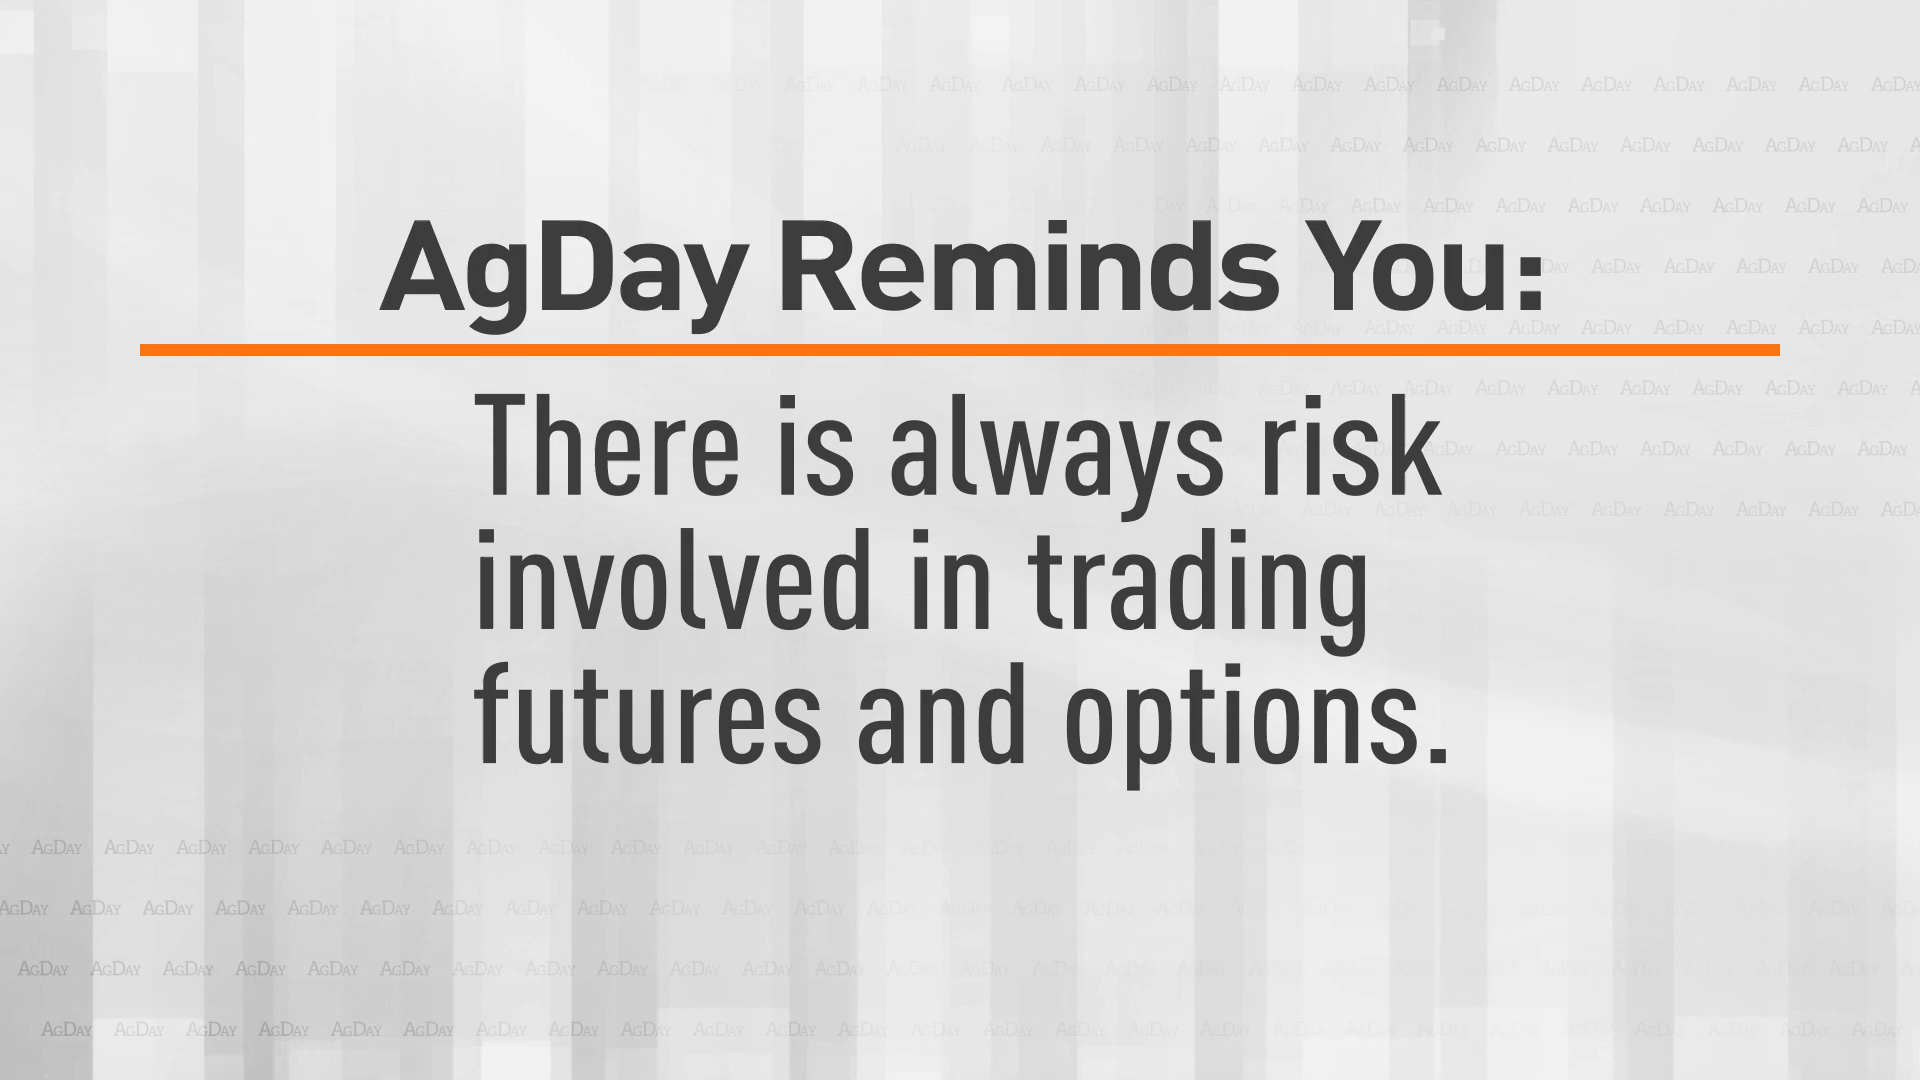 AgDay Reminds You:
There is always risk
involved in trading
futures and options.